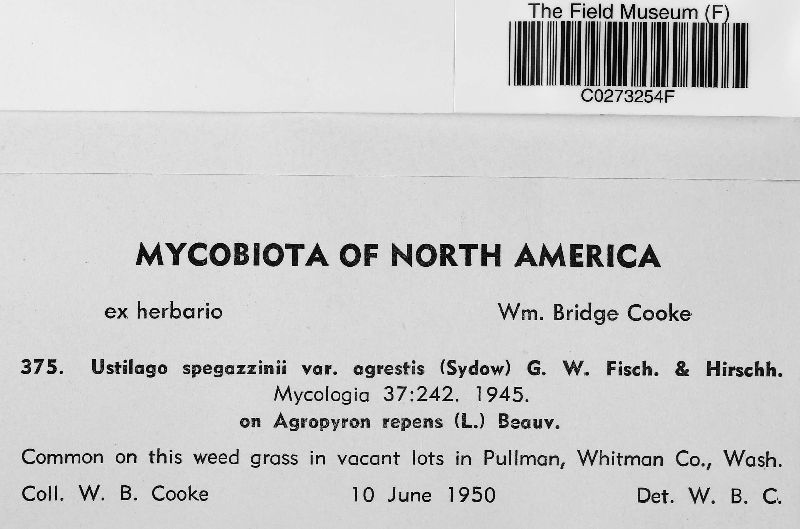 The Field Museum (F)
C0273254F
MYCOBIOTA OF NORTH AMERICA
ex herbario Wm. Bridge Cooke
375. Ustilago spegazzinii var. agrestis (Sydow) G. W. Fisch. & Hirschh.
Mycologia 37:242. 1945.
on Agropyron repens (L.) Beauv.
Common on this weed grass in vacant lots in Pullman, Whitman Co., Wash.
Coll. W. B. Cooke 10 June 1950 Det. W. B. C.